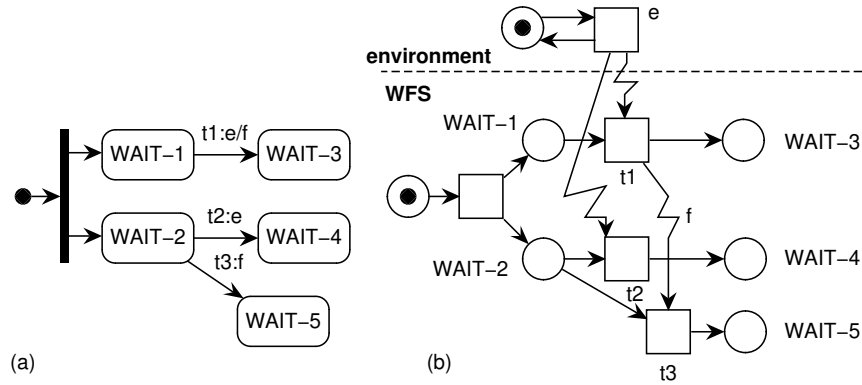 e
environment
WFS
t1:e/f
WAIT−1
WAIT−3
WAIT−1
WAIT−3
t1
t2:e
WAIT−2
WAIT−4
f
t3:f
WAIT−2
WAIT−4
t2
WAIT−5
WAIT−5
t3
(a)
(b)